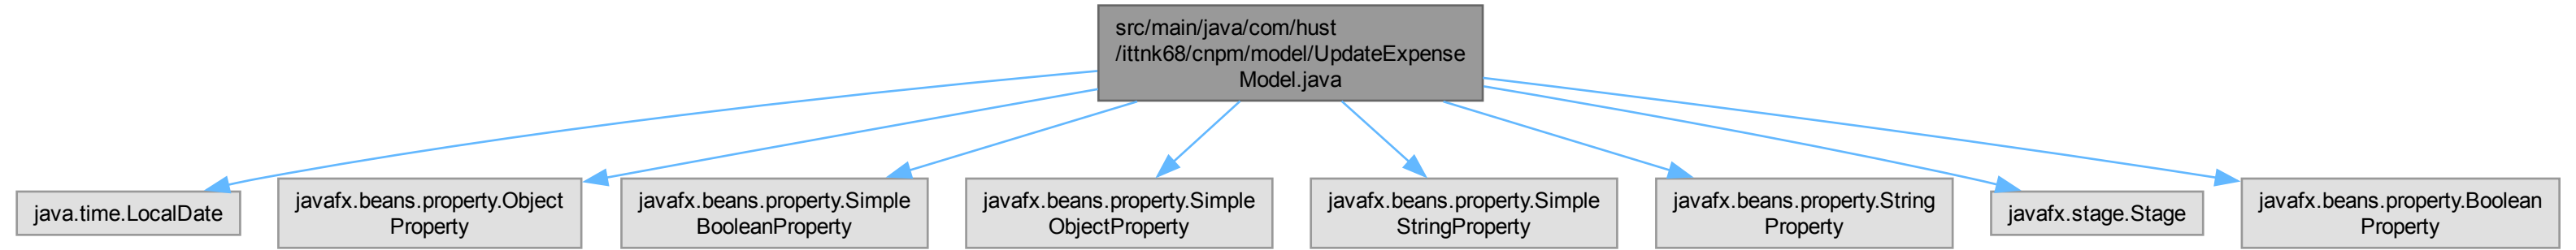 src/main/java/com/hust
/ittnk68/cnpm/model/UpdateExpense
Model.java
java.time.LocalDate
javafx.beans.property.Object
Property
javafx.beans.property.Simple
BooleanProperty
javafx.beans.property.Simple
ObjectProperty
javafx.beans.property.Simple
StringProperty
javafx.beans.property.String
Property
javafx.stage.Stage
javafx.beans.property.Boolean
Property